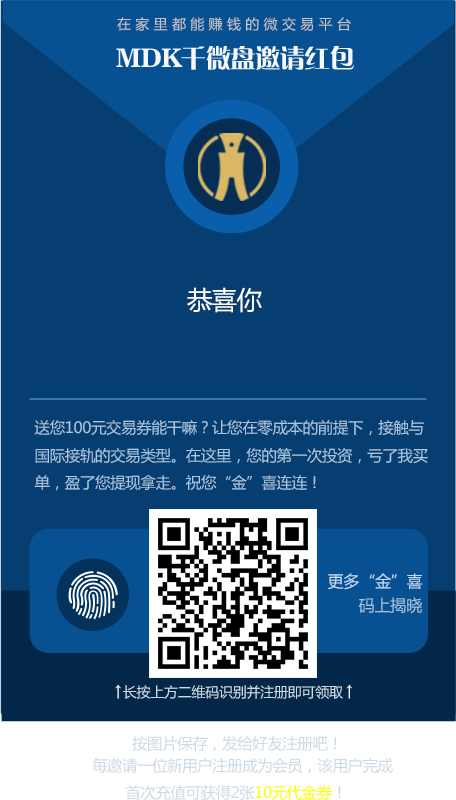 在家里都能赚钱的微交易平台
MDK千微盘邀请红包
恭喜你
送您100元交易券能干嘛？让您在零成本的前提下，接触与
国际接轨的交易类型。在这里，您的第一次投资，亏了我买
单，盈了您提现拿走。祝您“金”喜连连！
更多“金”喜
码上揭晓
↑长按上方二维码识别并注册即可领取↑
按图片保存，发给好友注册吧！
每邀请一位新用户注册成为会员，该用户完成
首次充值可获得2张10元代金券！